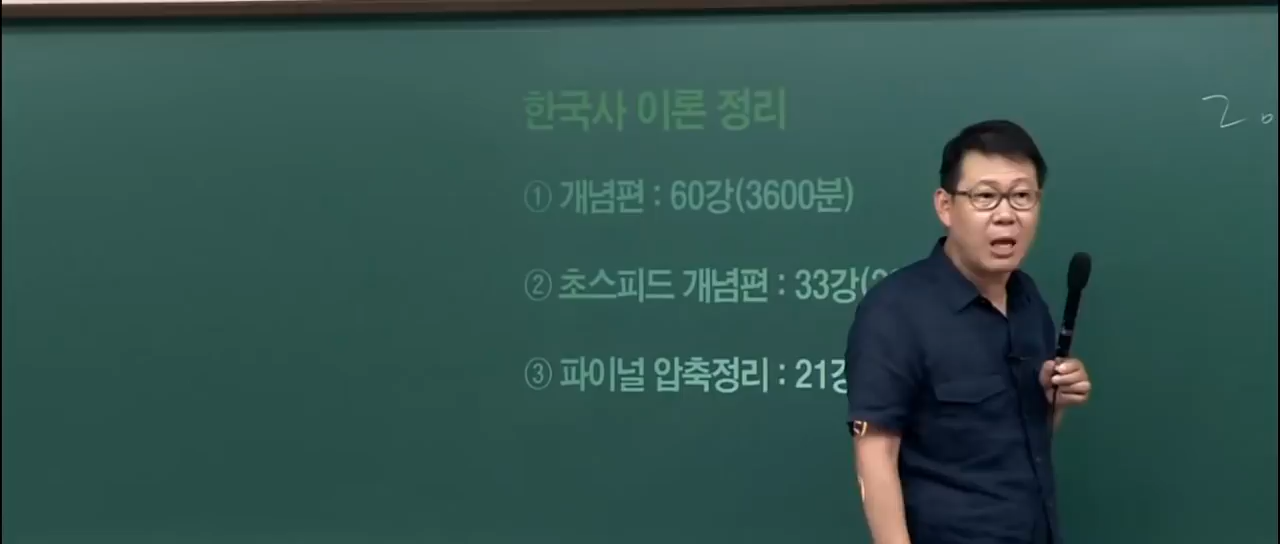 한국사 이론 정리
2。
① 개념편 : 60강(3600분)
② 초스피드 개념편 : 33강(
③ 파이널 압축정리 : 21강